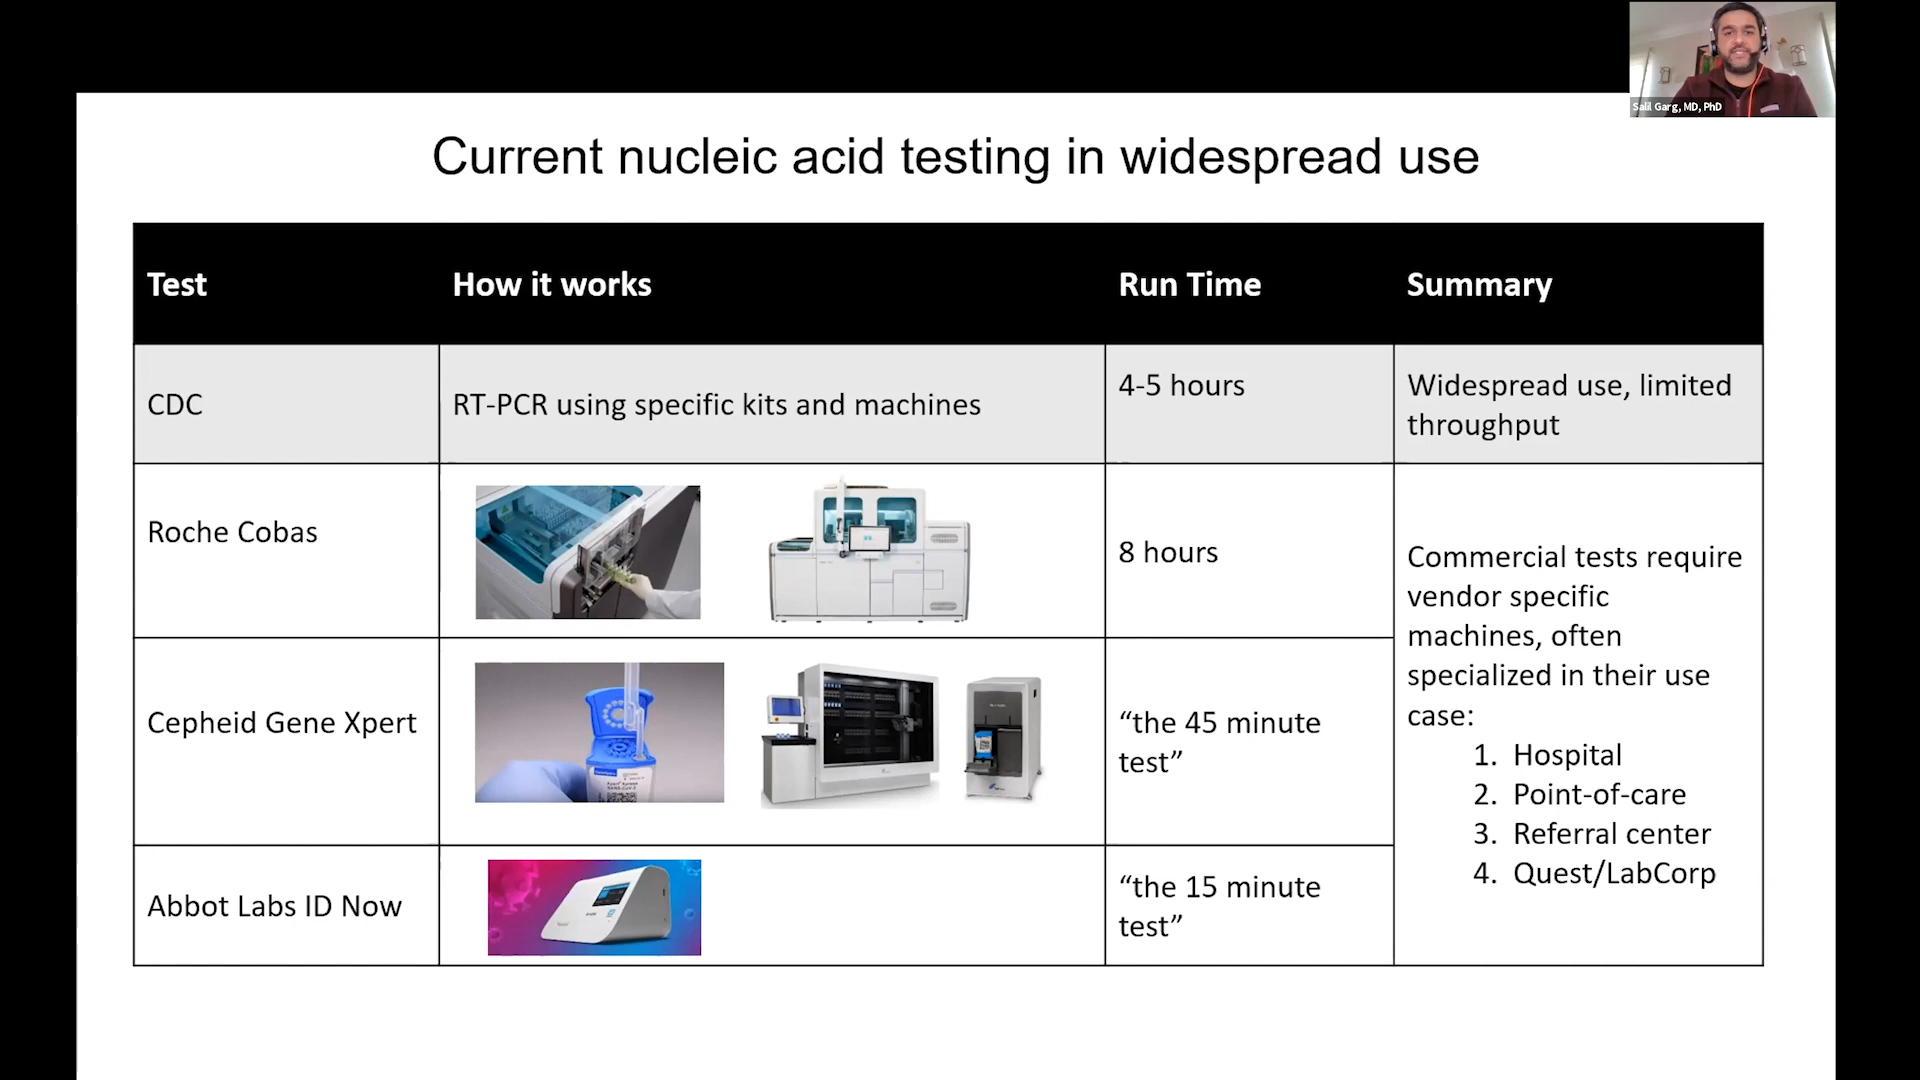 Salil Garg, MD, PhD
Current nucleic acid testing in widespread use
Test How it works Run Time Summary
CDC RT-PCR using specific kits and machines 4-5 hours Widespread use, limited
throughput
Roche Cobas 8 hours
Cepheid Gene Xpert “the 45 minute
test”
Abbot Labs ID Now “the 15 minute
test”
Commercial tests require
vendor specific
machines, often
specialized in their use
case:
1. Hospital
2. Point-of-care
3. Referral center
4. Quest/LabCorp